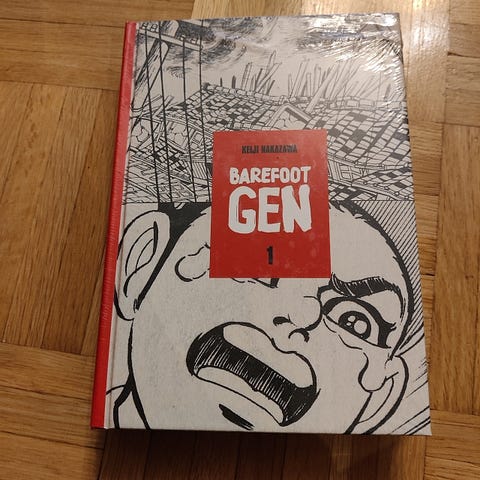 KEIJI NAKAZAWA
BAREFOOT
GEN
1